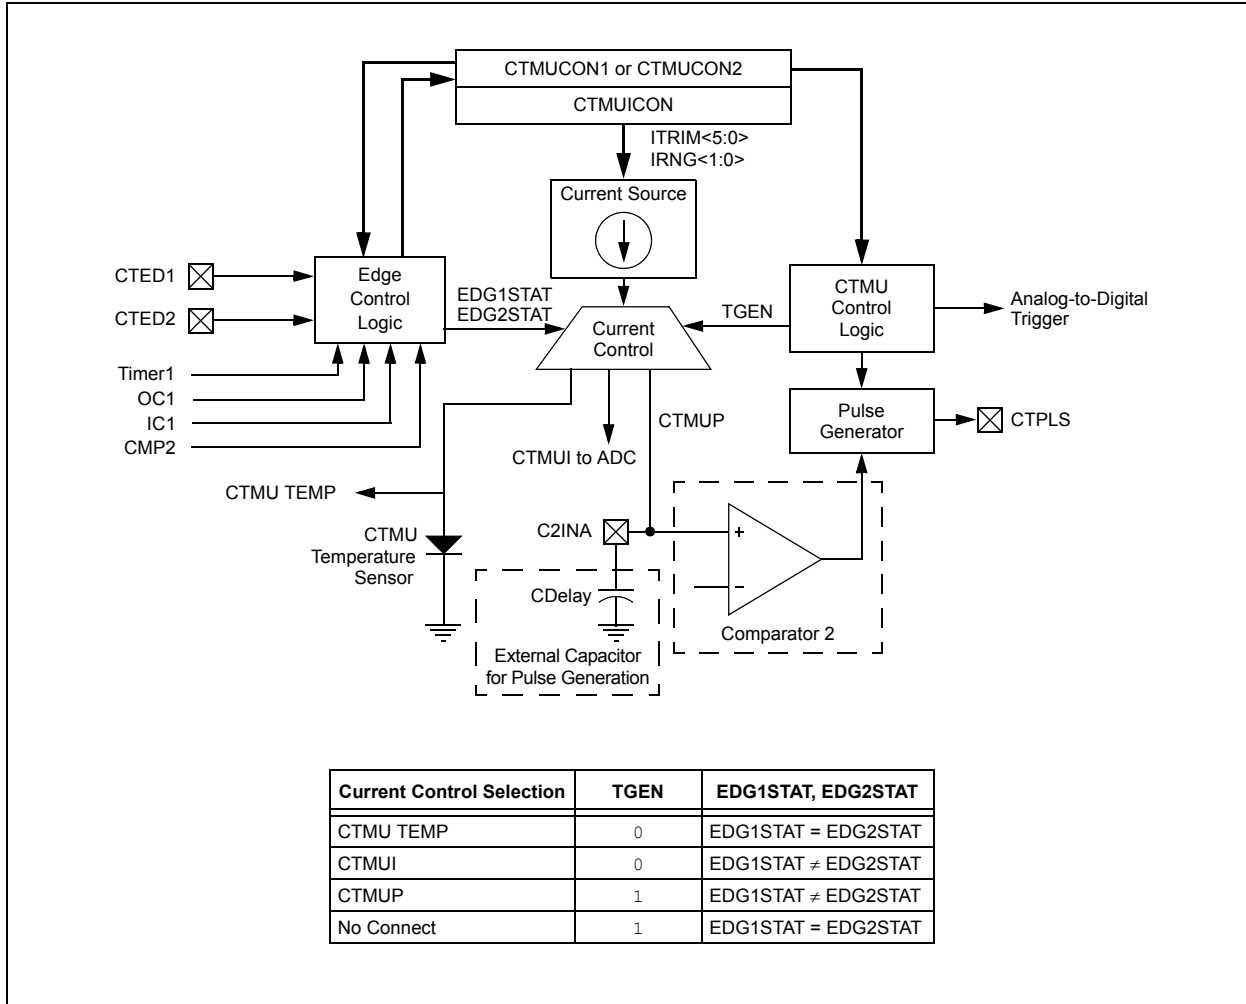 CTMUCON1 or CTMUCON2
CTMUICON
ITRIM<5:0>
IRNG<1:0>
Current Source
CTED1
CTED2
Edge
Control
Logic
EDG1STAT
EDG2STAT
Current
Control
TGEN
CTMU
Control
Logic
Analog-to-Digital
Trigger
Timer1
OC1
IC1
CMP2
CTMUP
Pulse
Generator
CTPLS
CTMUI to ADC
CTMU TEMP
CTMU
Temperature
Sensor
C2INA
+
–
CDelay
Comparator 2
External Capacitor
for Pulse Generation
Current Control Selection TGEN EDG1STAT, EDG2STAT
CTMU TEMP 0 EDG1STAT = EDG2STAT
CTMUI 0 EDG1STAT ≠ EDG2STAT
CTMUP 1 EDG1STAT ≠ EDG2STAT
No Connect 1 EDG1STAT = EDG2STAT